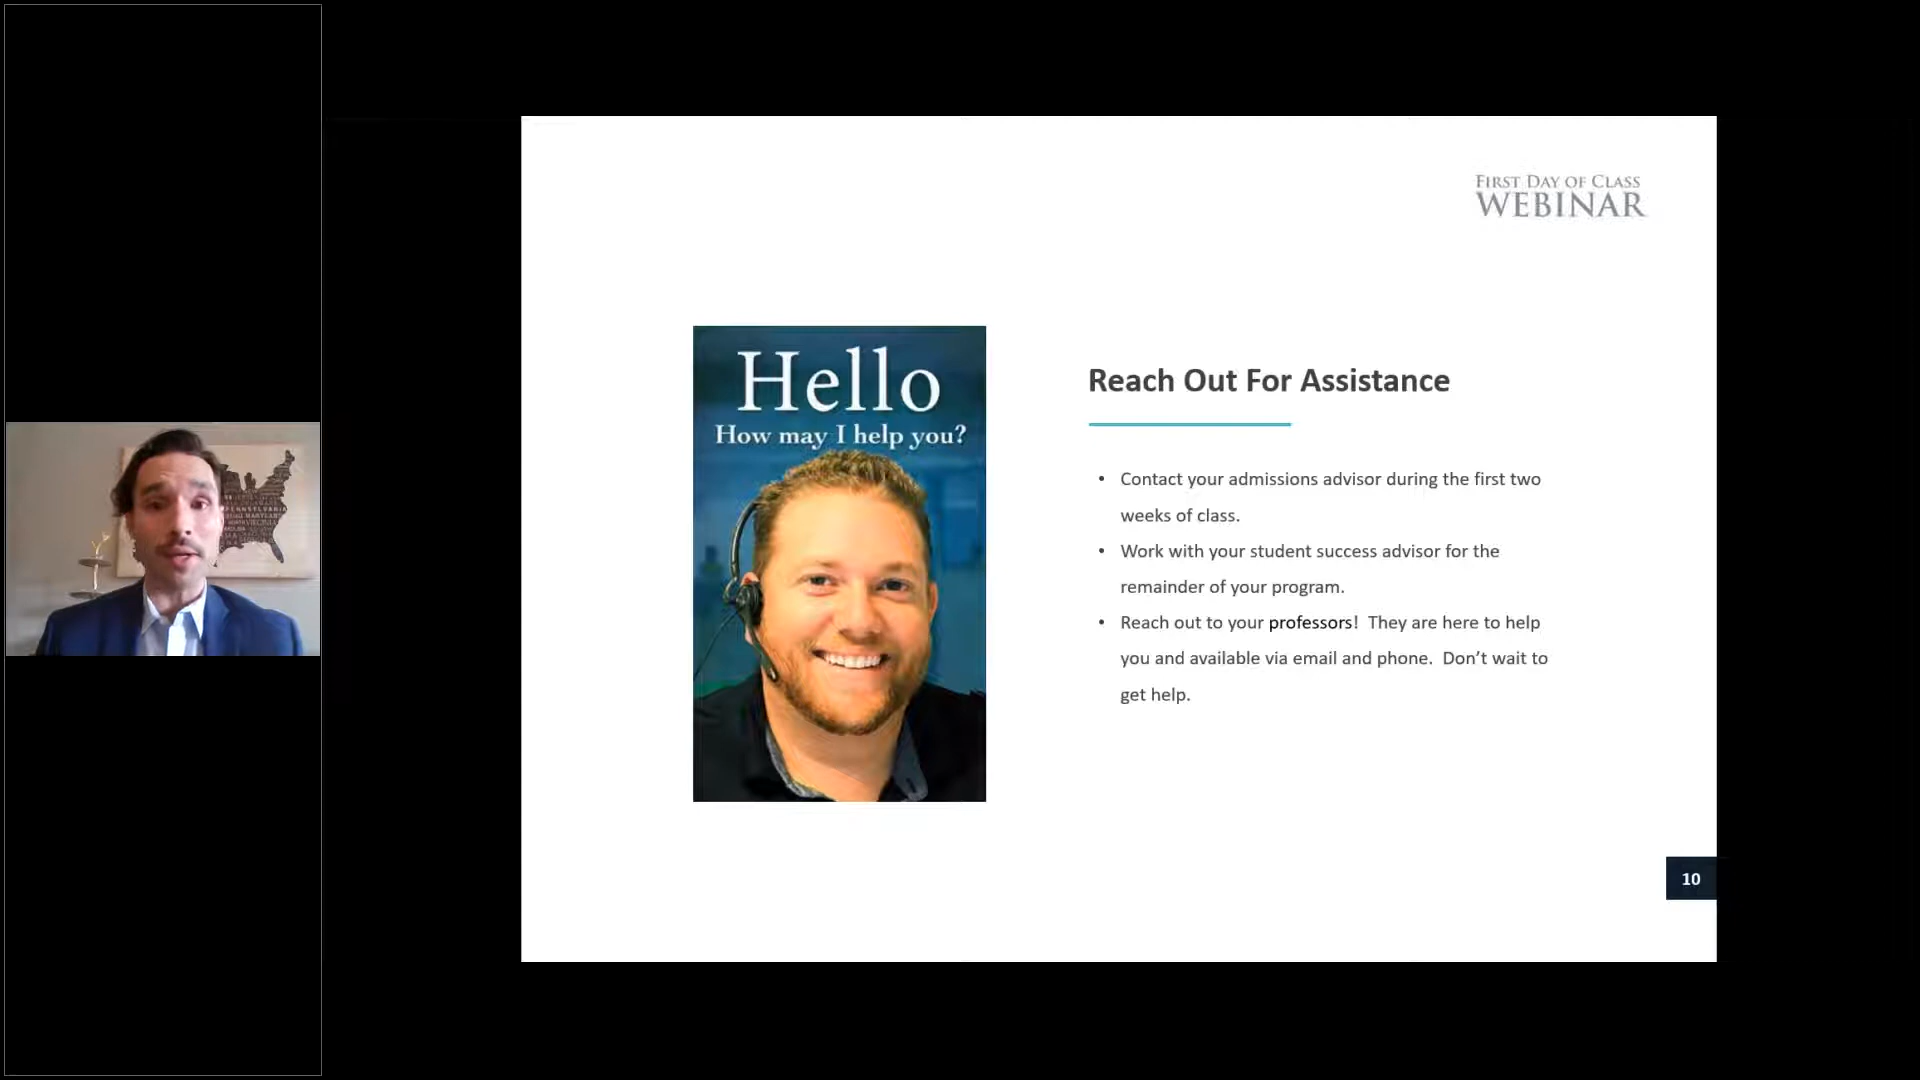 FIRST DAY OF CLASS
WEBINAR
Hello
How may I help you?
Reach Out For Assistance
• Contact your admissions advisor during the first two
weeks of class.
• Work with your student success advisor for the
remainder of your program.
• Reach out to your professors!  They are here to help
you and available via email and phone.  Don’t wait to
get help.
10
PENNSYLVANIA
MARYLAND